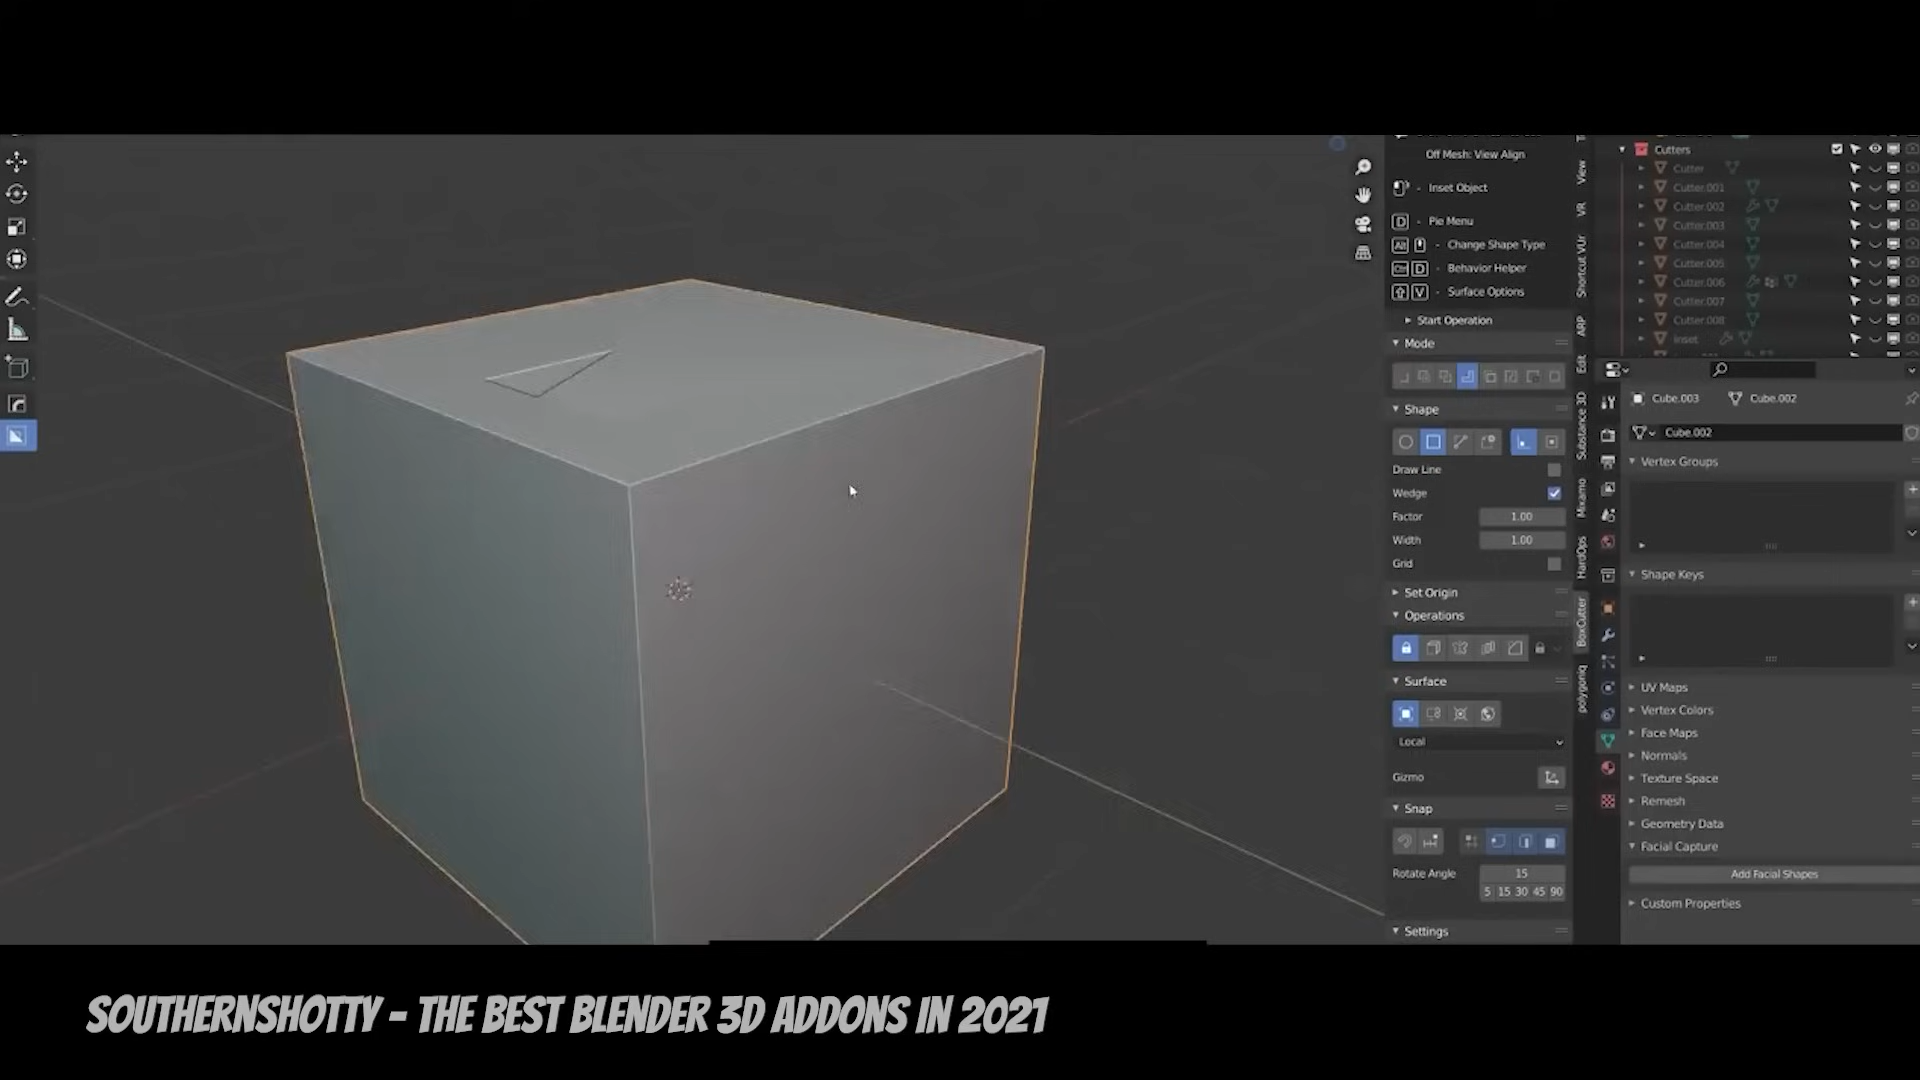 Off Mesh: View Align
- Inset Object
D - Pie Menu
Alt - Change Shape Type
Ctrl D - Behavior Helper
V - Surface Options
Start Operation
Mode
Shape
Draw Line
Wedge
Factor 1.00
Width 1.00
Grid
Set Origin
Operations
Surface
Local
Gizmo
Snap
Rotate Angle 15
5 15 30 45 90
Settings
View
VR
Shortcut VUr
ARP
Edit
Substance 3D
Mixamo
HardOps
BoxCutter
polygoniq
Cutters
Cutter
Cutter.001
Cutter.002
Cutter.003
Cutter.004
Cutter.005
Cutter.006
Cutter.007
Cutter.008
Inset
Cube.003 Cube.002
Cube.002
Vertex Groups
Shape Keys
UV Maps
Vertex Colors
Face Maps
Normals
Texture Space
Remesh
Geometry Data
Facial Capture
Add Facial Shapes
Custom Properties
SOUTHERNSHOTTY - THE BEST BLENDER 3D ADDONS IN 2021